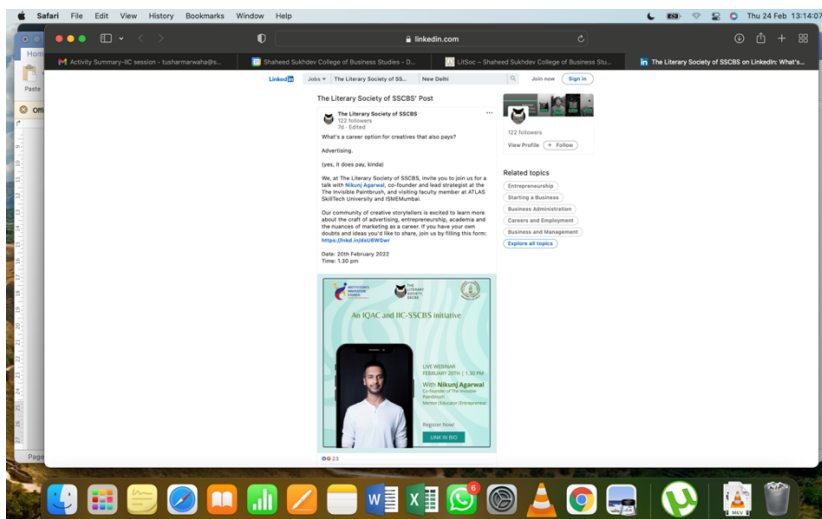 Safari File Edit View History Bookmarks Window Help
Thu 24 Feb 13:14:07
linkedin.com
Activity Summary-IIC session - tusharmarwaha@s...
Shaheed Sukhdev College of Business Studies - D...
LitSoc – Shaheed Sukhdev College of Business Stu...
The Literary Society of SSCBS on LinkedIn: What's...
Paste
LinkedIn
Jobs
The Literary Society of SS...
New Delhi
Join now
Sign in
The Literary Society of SSCBS' Post
The Literary Society of SSCBS
122 followers
7d · Edited
What's a career option for creatives that also pays?
Advertising.
(yes, it does pay, kinda)
We, at The Literary Society of SSCBS, invite you to join us for a
talk with Nikunj Agarwal, co-founder and lead strategist at the
The Invisible Paintbrush, and visiting faculty member at ATLAS
SkillTech University and ISMEMumbai.
Our community of creative storytellers is excited to learn more
about the craft of advertising, entrepreneurship, academia and
the nuances of marketing as a career. If you have your own
doubts and ideas you'd like to share, join us by filling this form:
Date: 20th February 2022
Time: 1.30 pm
THE
LITERARY
SOCIETY,
SSCBS
An IQAC and IIC-SSCBS initiative
LIVE WEBINAR
FEBRUARY 20TH | 1.30 PM
With Nikunj Agarwal
Co-Founder of The Invisible
Paintbrush
Mentor|Educator|Entrepreneur
Register Now!
LINK IN BIO
23
122 followers
View Profile
+ Follow
Related topics
Entrepreneurship
Starting a Business
Business Administration
Careers and Employment
Business and Management
Explore all topics
Page
6
MKV